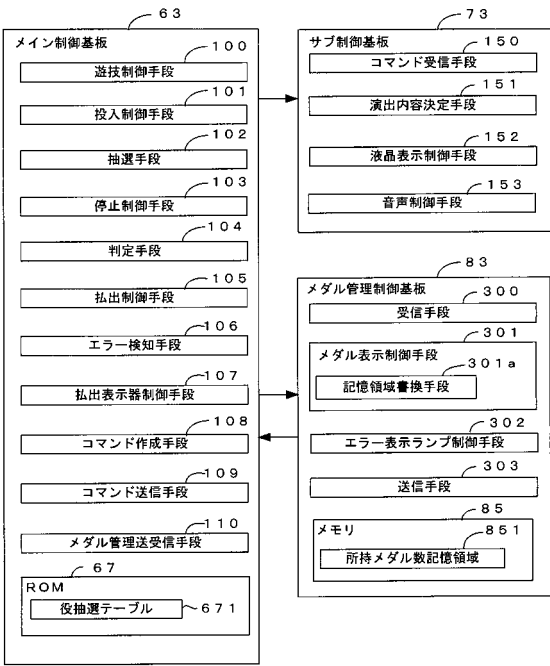 ６３
メイン制御基板
１００
遊技制御手段
１０１
投入制御手段
１０２
抽選手段
１０３
停止制御手段
１０４
判定手段
１０５
払出制御手段
１０６
エラー検知手段
１０７
払出表示器制御手段
１０８
コマンド作成手段
１０９
コマンド送信手段
１１０
メダル管理送受信手段
６７
ＲＯＭ
役抽選テーブル
６７１
７３
サブ制御基板
１５０
コマンド受信手段
１５１
演出内容決定手段
１５２
液晶表示制御手段
１５３
音声制御手段
８３
メダル管理制御基板
３００
受信手段
３０１
メダル表示制御手段
３０１ａ
記憶領域書換手段
３０２
エラー表示ランプ制御手段
３０３
送信手段
８５
メモリ
８５１
所持メダル数記憶領域